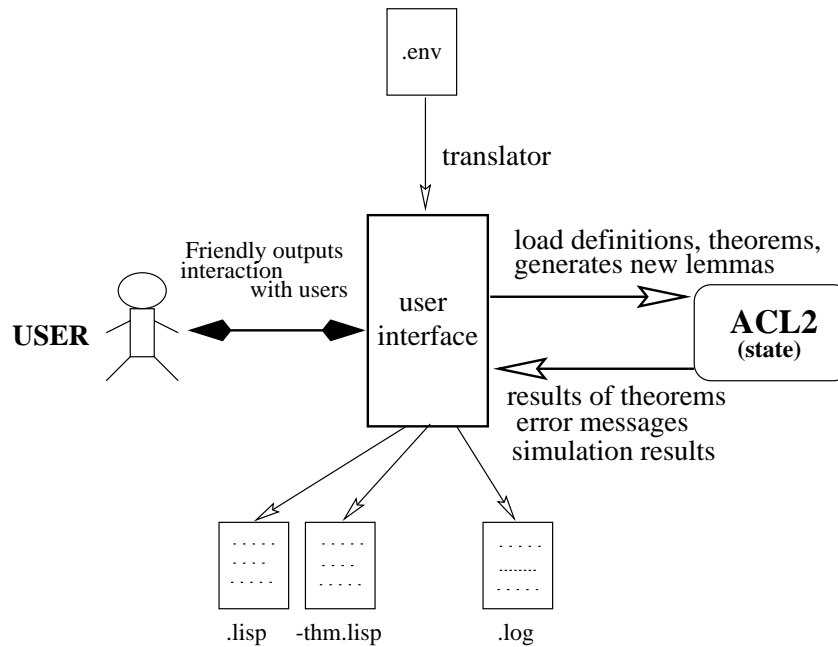 .env
translator
Friendly outputs
interaction
with users
USER
user
interface
load definitions, theorems,
generates new lemmas
ACL2
(state)
results of theorems
error messages
simulation results
.lisp
-thm.lisp
.log